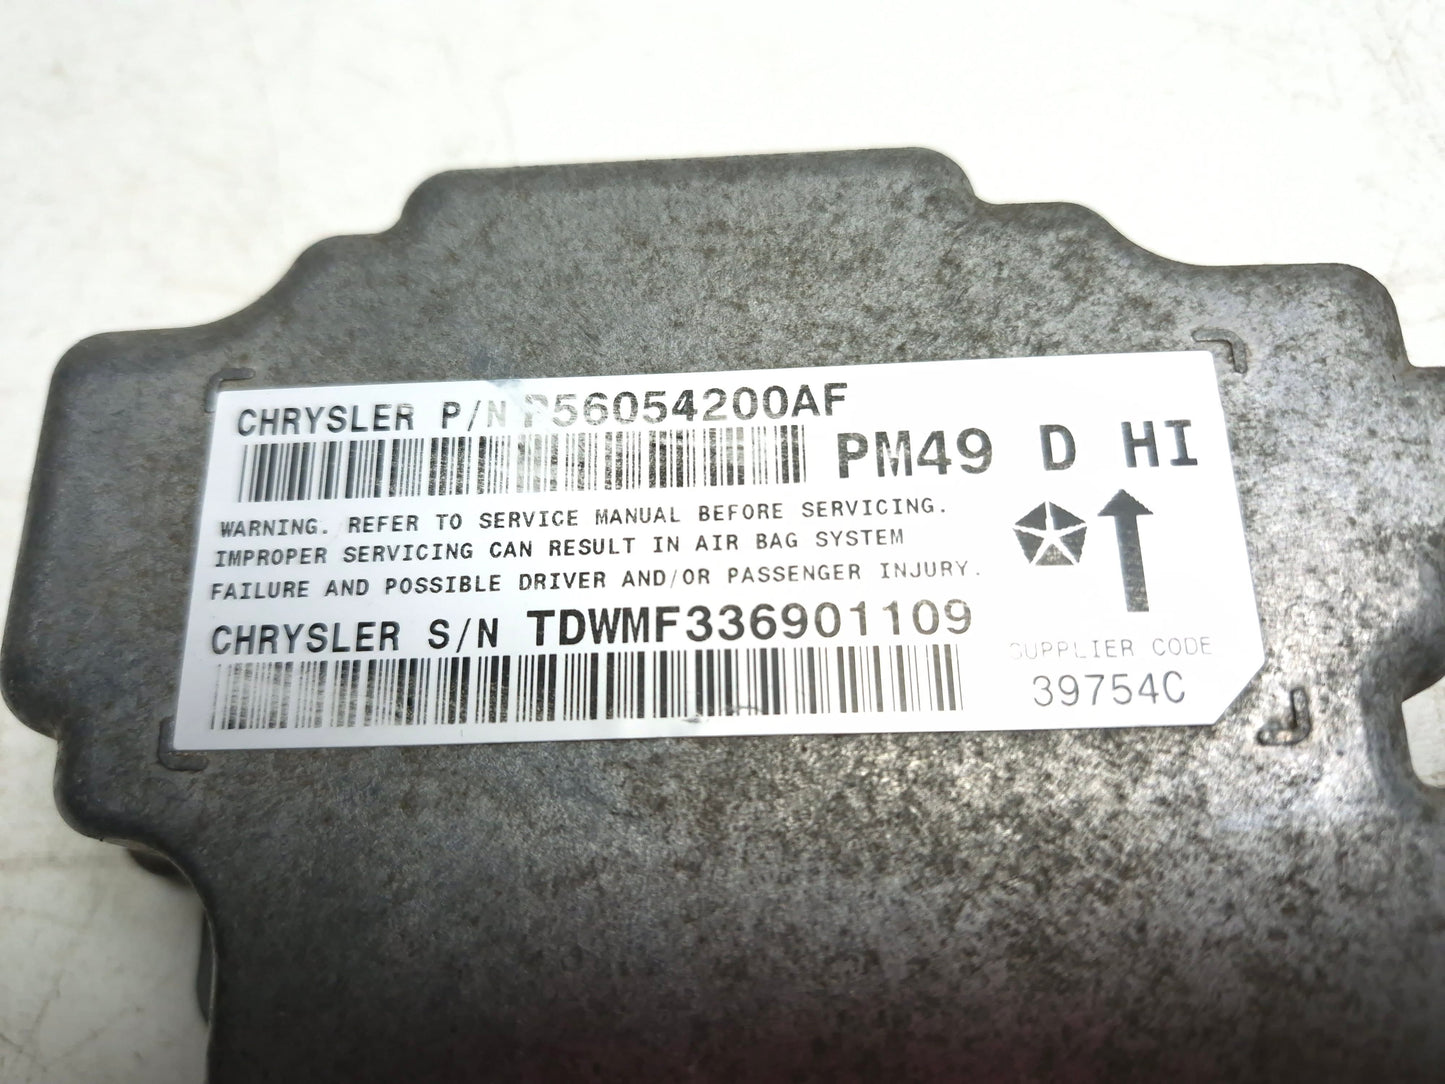 CHRYSLER P/N P56054200AF
PM49 D HI
WARNING. REFER TO SERVICE MANUAL BEFORE SERVICING.
IMPROPER SERVICING CAN RESULT IN AIR BAG SYSTEM
FAILURE AND POSSIBLE DRIVER AND/OR PASSENGER INJURY.
CHRYSLER S/N TDWMF336901109
SUPPLIER CODE
39754C